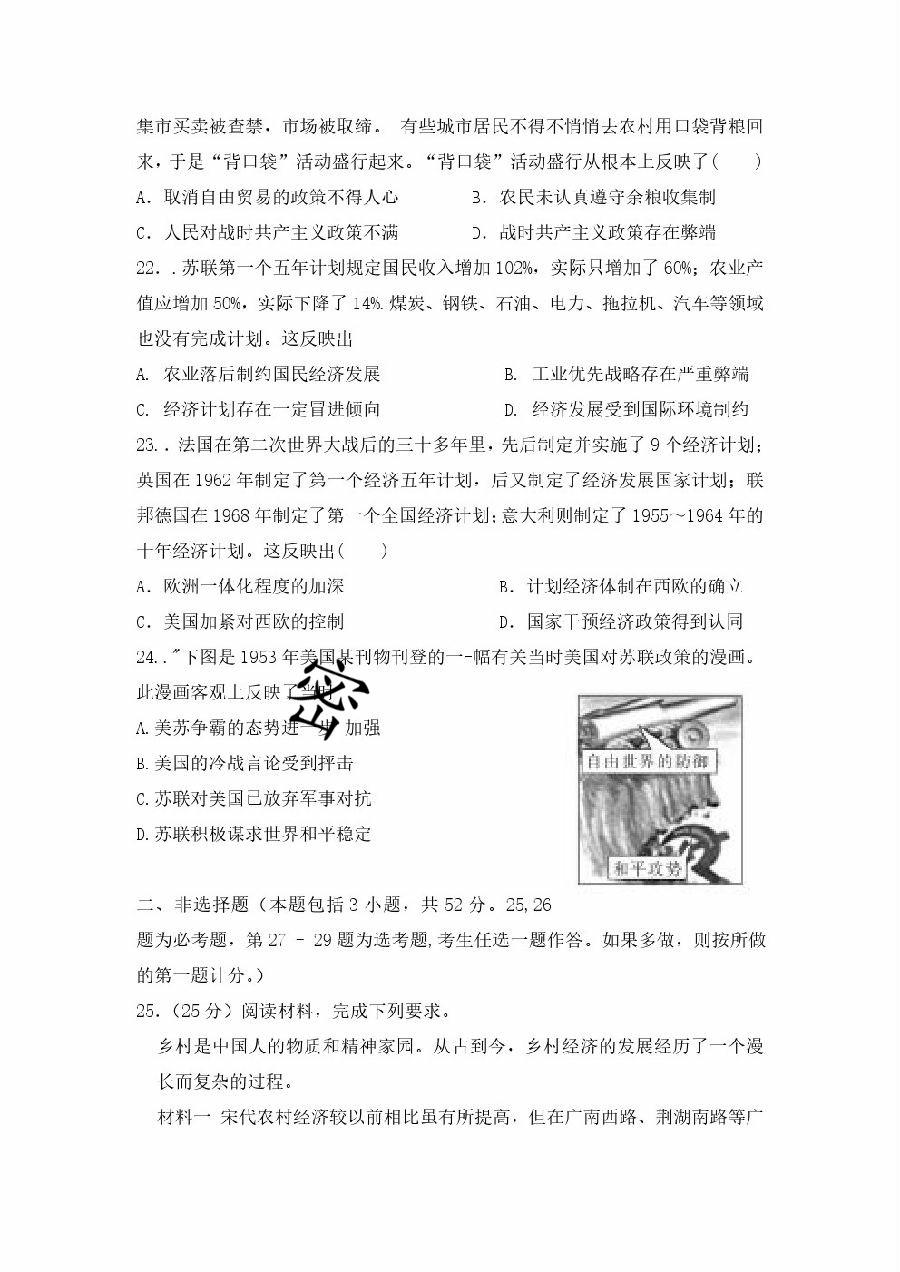 集市买卖被查禁，市场被取缔。 有些城市居民不得不悄悄去农村用口袋背粮回
来，于是“背口袋”活动盛行起来。“背口袋”活动盛行从根本上反映了(    )
A．取消自由贸易的政策不得人心    B．农民未认真遵守余粮收集制
C．人民对战时共产主义政策不满    D．战时共产主义政策存在弊端
22．.苏联第一个五年计划规定国民收入增加102%，实际只增加了60%；农业产
值应增加50%，实际下降了14%.煤炭、钢铁、石油、电力、拖拉机、汽车等领域
也没有完成计划。这反映出
A. 农业落后制约国民经济发展    B. 工业优先战略存在严重弊端
C. 经济计划存在一定冒进倾向    D. 经济发展受到国际环境制约
23.．法国在第二次世界大战后的三十多年里，先后制定并实施了9个经济计划；
英国在1962年制定了第一个经济五年计划，后又制定了经济发展国家计划；联
邦德国在1968年制定了第一个全国经济计划；意大利则制定了1955～1964年的
十年经济计划。这反映出(    )
A．欧洲一体化程度的加深    B．计划经济体制在西欧的确立
C．美国加紧对西欧的控制    D．国家干预经济政策得到认同
24.."下图是1953年美国某刊物刊登的一-幅有关当时美国对苏联政策的漫画。
此漫画客观上反映了当时
密
A.美苏争霸的态势进一步 加强
B.美国的冷战言论受到抨击
C.苏联对美国已放弃军事对抗
D.苏联积极谋求世界和平稳定
自由世界的防御
和平攻势
二、非选择题（本题包括3小题，共52分。25,26
题为必考题，第27 - 29题为选考题,考生任选一题作答。如果多做，则按所做
的第一题计分。）
25.（25分）阅读材料，完成下列要求。
乡村是中国人的物质和精神家园。从古到今，乡村经济的发展经历了一个漫
长而复杂的过程。
材料一 宋代农村经济较以前相比虽有所提高，但在广南西路、荆湖南路等广